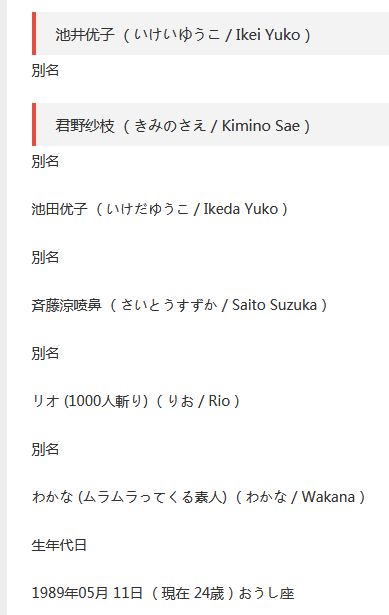 池井优子 （ いけいゆうこ / Ikei Yuko ）
別名
君野纱枝 （ きみのさえ / Kimino Sae ）
別名
池田优子 （ いけだゆうこ / Ikeda Yuko ）
別名
斉藤涼喷鼻 （ さいとうすずか / Saito Suzuka ）
別名
リオ (1000人斬り) （ りお / Rio ）
別名
わかな (ムラムラってくる素人) （ わかな / Wakana ）
生年代日
1989年05月 11日 （ 現在 24歳 ) おうし座